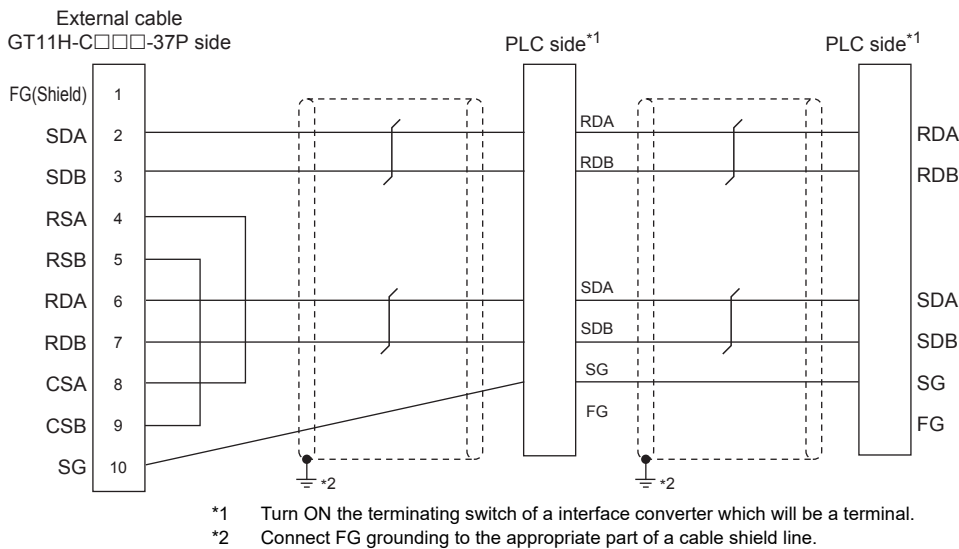 External cable
GT11H-C□□□-37P side
PLC side*1
PLC side*1
FG(Shield) 1
SDA 2
SDB 3
RSA 4
RSB 5
RDA 6
RDB 7
CSA 8
CSB 9
SG 10
RDA
RDB
SDA
SDB
SG
FG
RDA
RDB
SDA
SDB
SG
FG
*2
*2
*1 Turn ON the terminating switch of a interface converter which will be a terminal.
*2 Connect FG grounding to the appropriate part of a cable shield line.